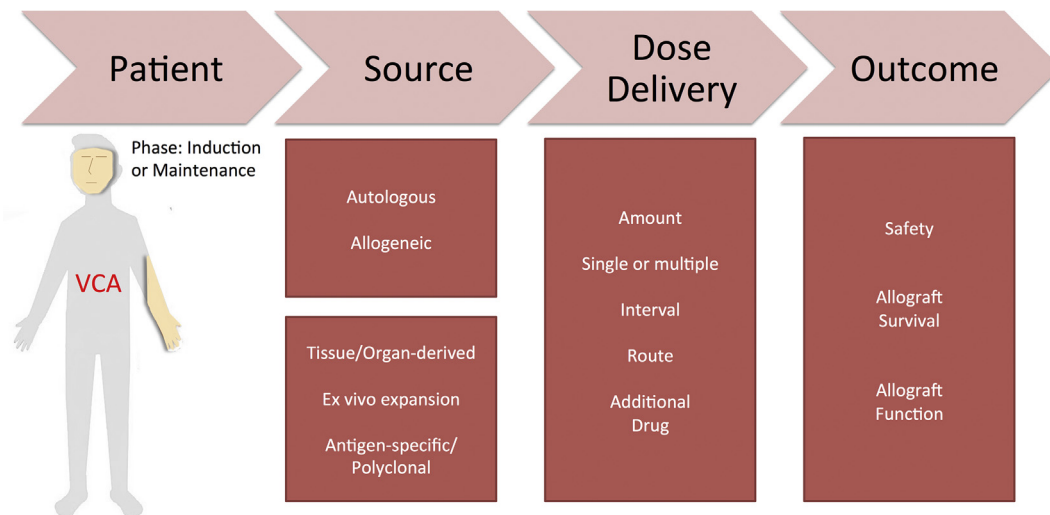 Patient
Source
Dose
Delivery
Outcome
Phase: Induction
or Maintenance
VCA
Autologous
Allogeneic
Tissue/Organ-derived
Ex vivo expansion
Antigen-specific/
Polyclonal
Amount
Single or multiple
Interval
Route
Additional
Drug
Safety
Allograft
Survival
Allograft
Function